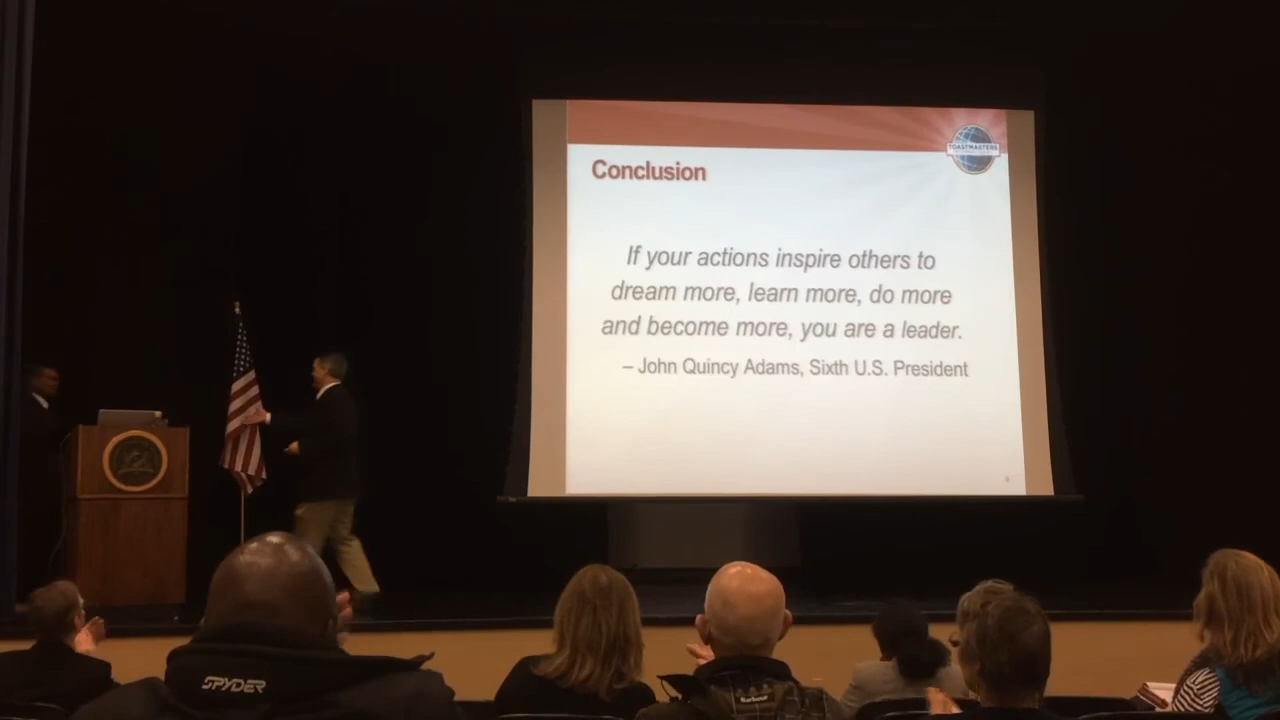 TOASTMASTERS
Conclusion
If your actions inspire others to
dream more, learn more, do more
and become more, you are a leader.
– John Quincy Adams, Sixth U.S. President
SPYDER
Barbour